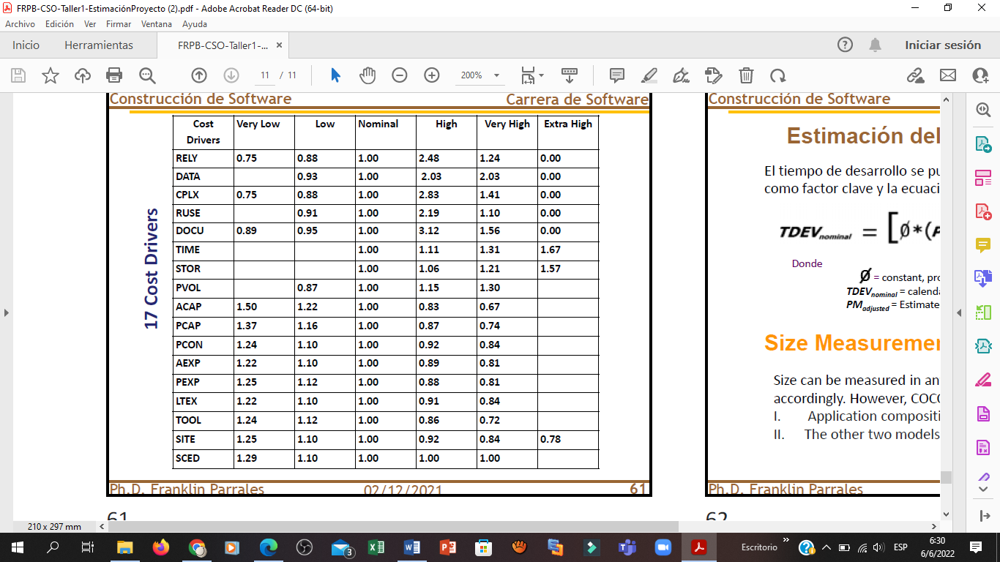 FRPB-CSO-Taller1-EstimaciónProyecto (2).pdf - Adobe Acrobat Reader DC (64-bit)
Archivo Edición Ver Firmar Ventana Ayuda
Inicio Herramientas FRPB-CSO-Taller1-... × Iniciar sesión
11 / 11 200%
Construcción de Software Carrera de Software
17 Cost Drivers
Cost Drivers Very Low Low Nominal High Very High Extra High
RELY 0.75 0.88 1.00 2.48 1.24 0.00
DATA 0.93 1.00 2.03 2.03 0.00
CPLX 0.75 0.88 1.00 2.83 1.41 0.00
RUSE 0.91 1.00 2.19 1.10 0.00
DOCU 0.89 0.95 1.00 3.12 1.56 0.00
TIME 1.00 1.11 1.31 1.67
STOR 1.00 1.06 1.21 1.57
PVOL 0.87 1.00 1.15 1.30
ACAP 1.50 1.22 1.00 0.83 0.67
PCAP 1.37 1.16 1.00 0.87 0.74
PCON 1.24 1.10 1.00 0.92 0.84
AEXP 1.22 1.10 1.00 0.89 0.81
PEXP 1.25 1.12 1.00 0.88 0.81
LTEX 1.22 1.10 1.00 0.91 0.84
TOOL 1.24 1.12 1.00 0.86 0.72
SITE 1.25 1.10 1.00 0.92 0.84 0.78
SCED 1.29 1.10 1.00 1.00 1.00
Ph.D. Franklin Parrales 02/12/2021 61
61
Construcción de Software
Estimación del
El tiempo de desarrollo se pu
como factor clave y la ecuaci
TDEVnominal = [Ø*(P
Donde
Ø = constant, pro
TDEVnominal = calenda
PMadjusted = Estimate
Size Measuremen
Size can be measured in an
accordingly. However, COCO
I. Application compositi
II. The other two models
Ph.D. Franklin Parrales
62
210 x 297 mm
Escritorio » ESP 6:30
6/6/2022
3